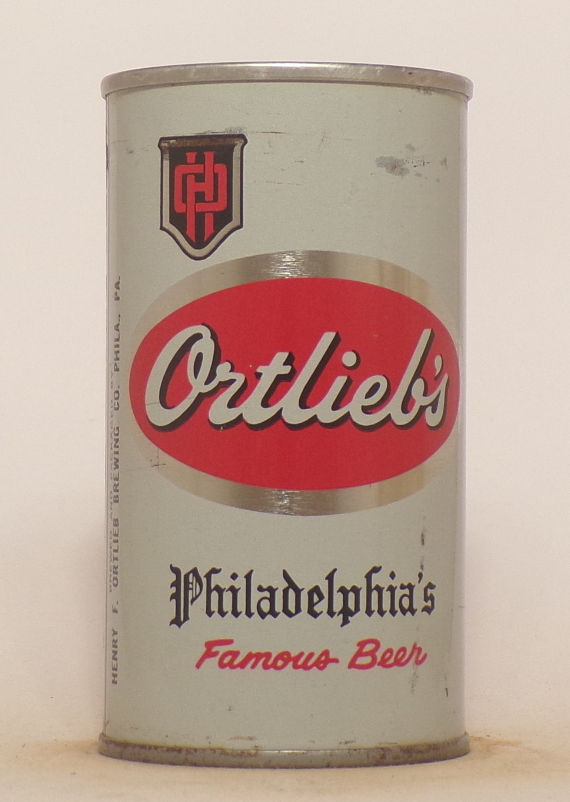 Ortlieb's
Philadelphia's
Famous Beer
HENRY F. ORTLIEB BREWING CO. PHILA., PA.